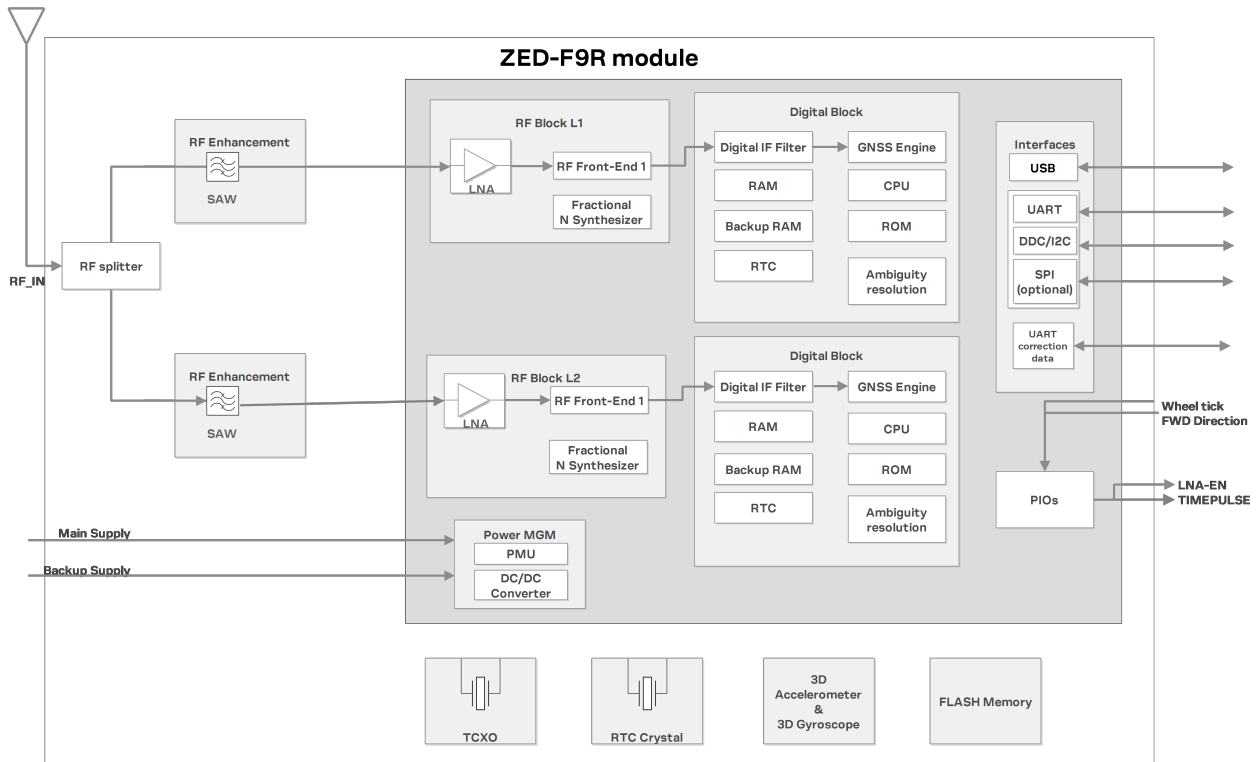 ZED-F9R module
RF_IN
RF splitter
RF Enhancement
SAW
RF Enhancement
SAW
RF Block L1
LNA
RF Front-End 1
Fractional
N Synthesizer
Digital Block
Digital IF Filter
GNSS Engine
RAM
CPU
Backup RAM
ROM
RTC
Ambiguity
resolution
Interfaces
USB
UART
DDC/I2C
SPI
(optional)
UART
correction
data
RF Block L2
LNA
RF Front-End 1
Fractional
N Synthesizer
Digital Block
Digital IF Filter
GNSS Engine
RAM
CPU
Backup RAM
ROM
RTC
Ambiguity
resolution
Wheel tick
FWD Direction
PIOs
LNA-EN
TIMEPULSE
Main Supply
Backup Supply
Power MGM
PMU
DC/DC
Converter
TCXO
RTC Crystal
3D
Accelerometer
&
3D Gyroscope
FLASH Memory